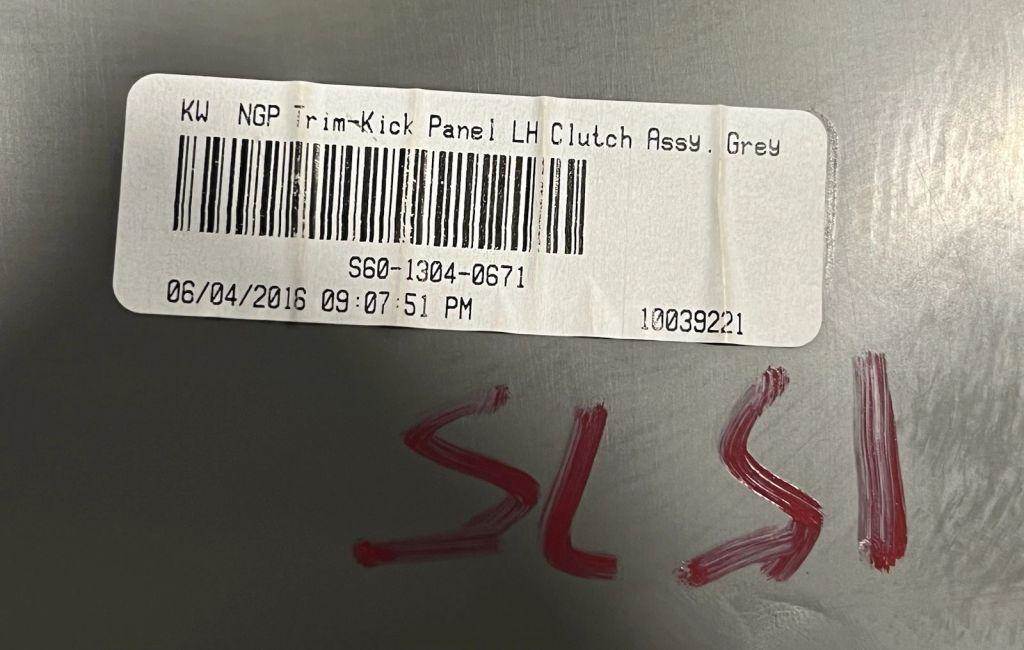 KW NGP Trim-Kick Panel LH Clutch Assy. Grey
S60-1304-0671
06/04/2016 09:07:51 PM 10039221
SLSI